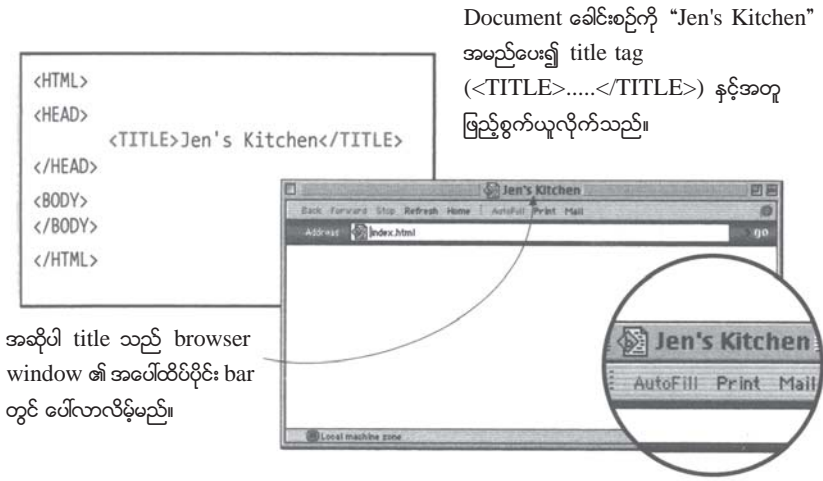 Document ခေါင်းစဉ်ကို “Jen's Kitchen”
အမည်ပေး၍ title tag
(<TITLE>.....</TITLE>) နှင့်အတူ
ဖြည့်စွက်ယူလိုက်သည်။
<HTML>
<HEAD>
<TITLE>Jen's Kitchen</TITLE>
</HEAD>
<BODY>
</BODY>
</HTML>
Jen's Kitchen
Back Forward Stop Refresh Home AutoFill Print Mail
Address index.html go
Local machine zone
Jen's Kitchen
AutoFill Print Mail
အဆိုပါ title သည် browser
window ၏ အပေါ်ထိပ်ပိုင်း bar
တွင် ပေါ်လာလိမ့်မည်။